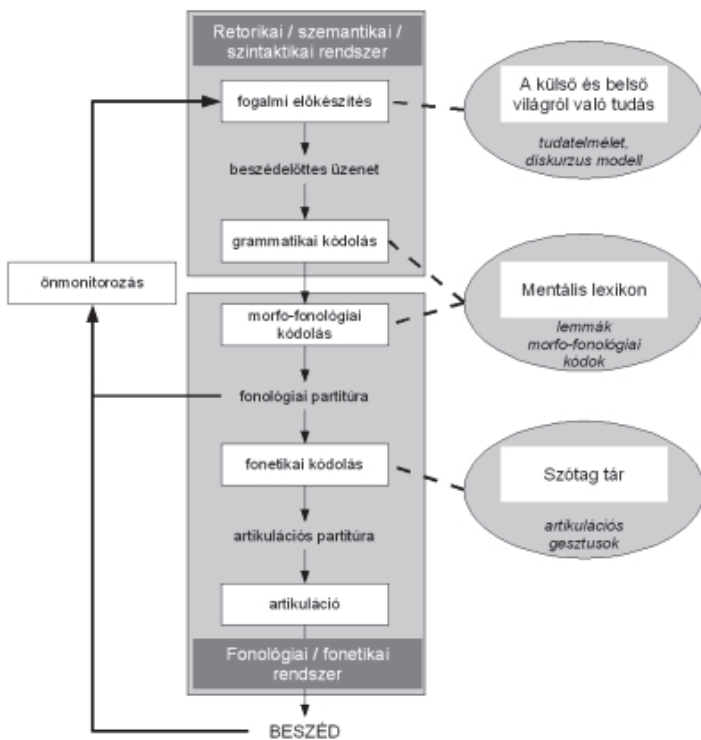 Retorikai / szemantikai /
szintaktikai rendszer
fogalmi előkészítés
beszédelőttes üzenet
grammatikai kódolás
A külső és belső
világról való tudás
tudatelmélet,
diskurzus modell
önmonitorozás
morfo-fonológiai
kódolás
fonológiai partitúra
fonetikai kódolás
artikulációs partitúra
artikuláció
Fonológiai / fonetikai
rendszer
BESZÉD
Mentális lexikon
lemmák
morfo-fonológiai
kódok
Szótag tár
artikulációs
gesztusok